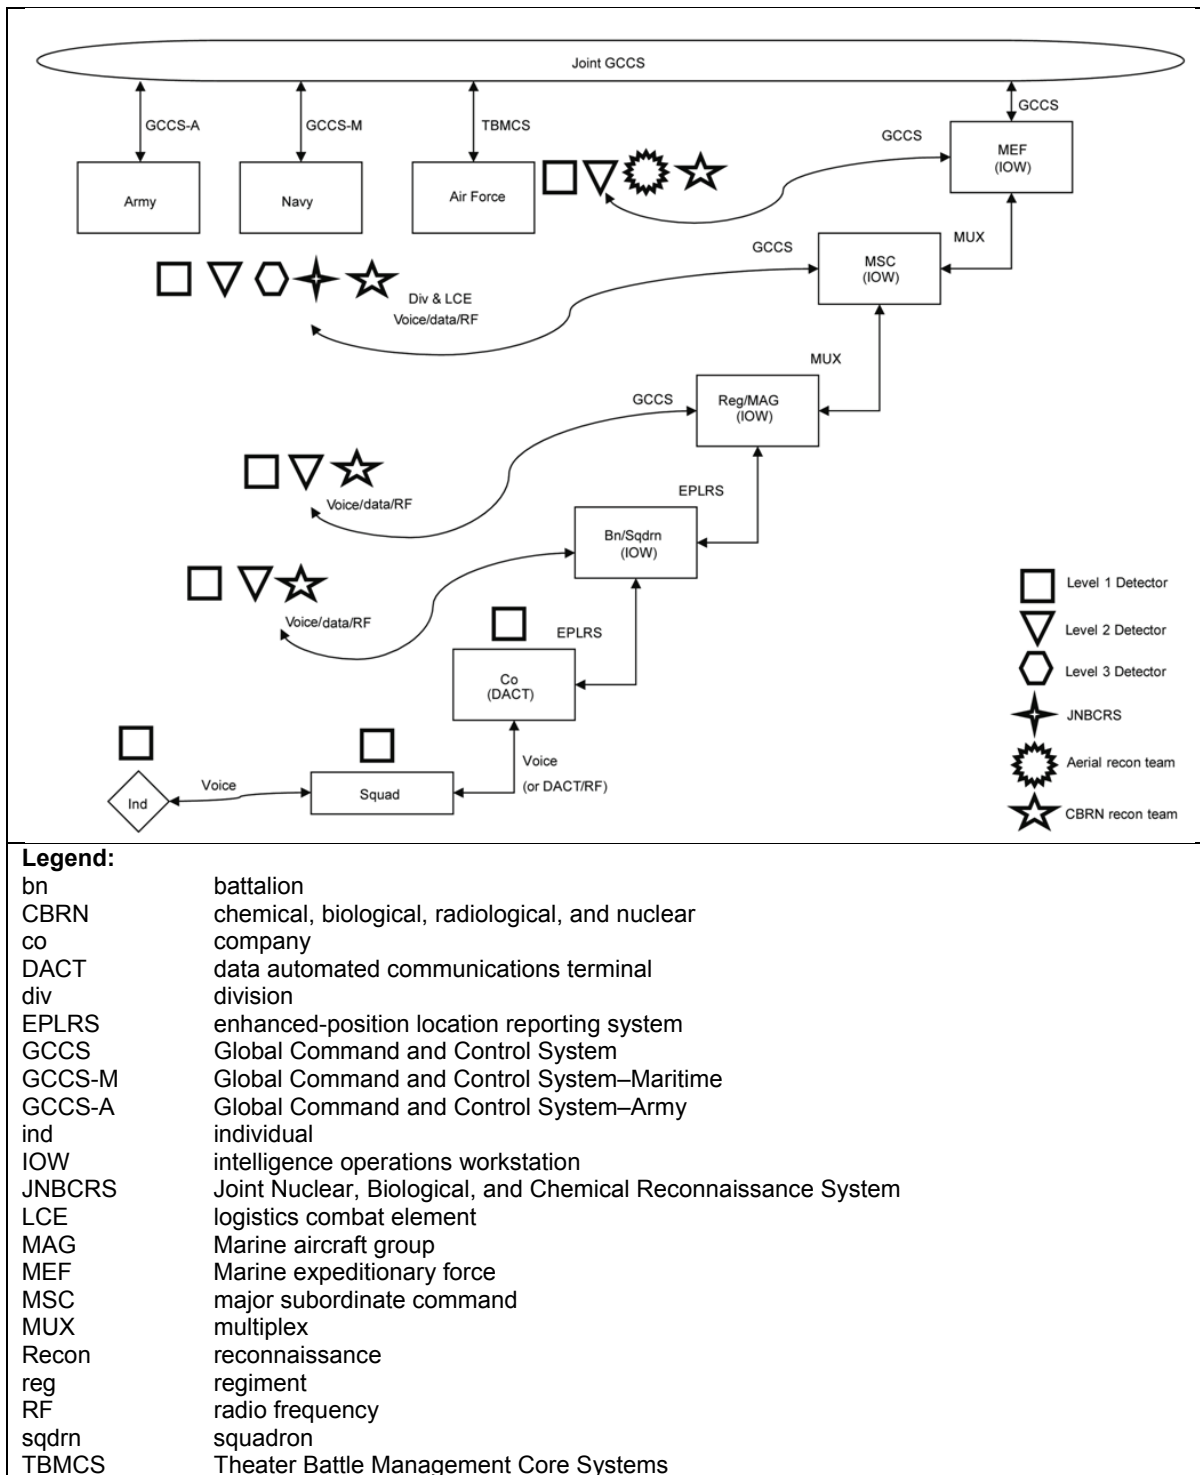 Joint GCCS
GCCS-A
GCCS-M
TBMCS
GCCS
GCCS
MEF
(IOW)
Army
Navy
Air Force
MUX
GCCS
MSC
(IOW)
Div & LCE
Voice/data/RF
MUX
GCCS
Reg/MAG
(IOW)
Voice/data/RF
EPLRS
Bn/Sqdrn
(IOW)
Voice/data/RF
EPLRS
Co
(DACT)
Voice
(or DACT/RF)
Voice
Ind
Squad
Level 1 Detector
Level 2 Detector
Level 3 Detector
JNBCRS
Aerial recon team
CBRN recon team
Legend:
bn battalion
CBRN chemical, biological, radiological, and nuclear
co company
DACT data automated communications terminal
div division
EPLRS enhanced-position location reporting system
GCCS Global Command and Control System
GCCS-M Global Command and Control System–Maritime
GCCS-A Global Command and Control System–Army
ind individual
IOW intelligence operations workstation
JNBCRS Joint Nuclear, Biological, and Chemical Reconnaissance System
LCE logistics combat element
MAG Marine aircraft group
MEF Marine expeditionary force
MSC major subordinate command
MUX multiplex
Recon reconnaissance
reg regiment
RF radio frequency
sqdrn squadron
TBMCS Theater Battle Management Core Systems